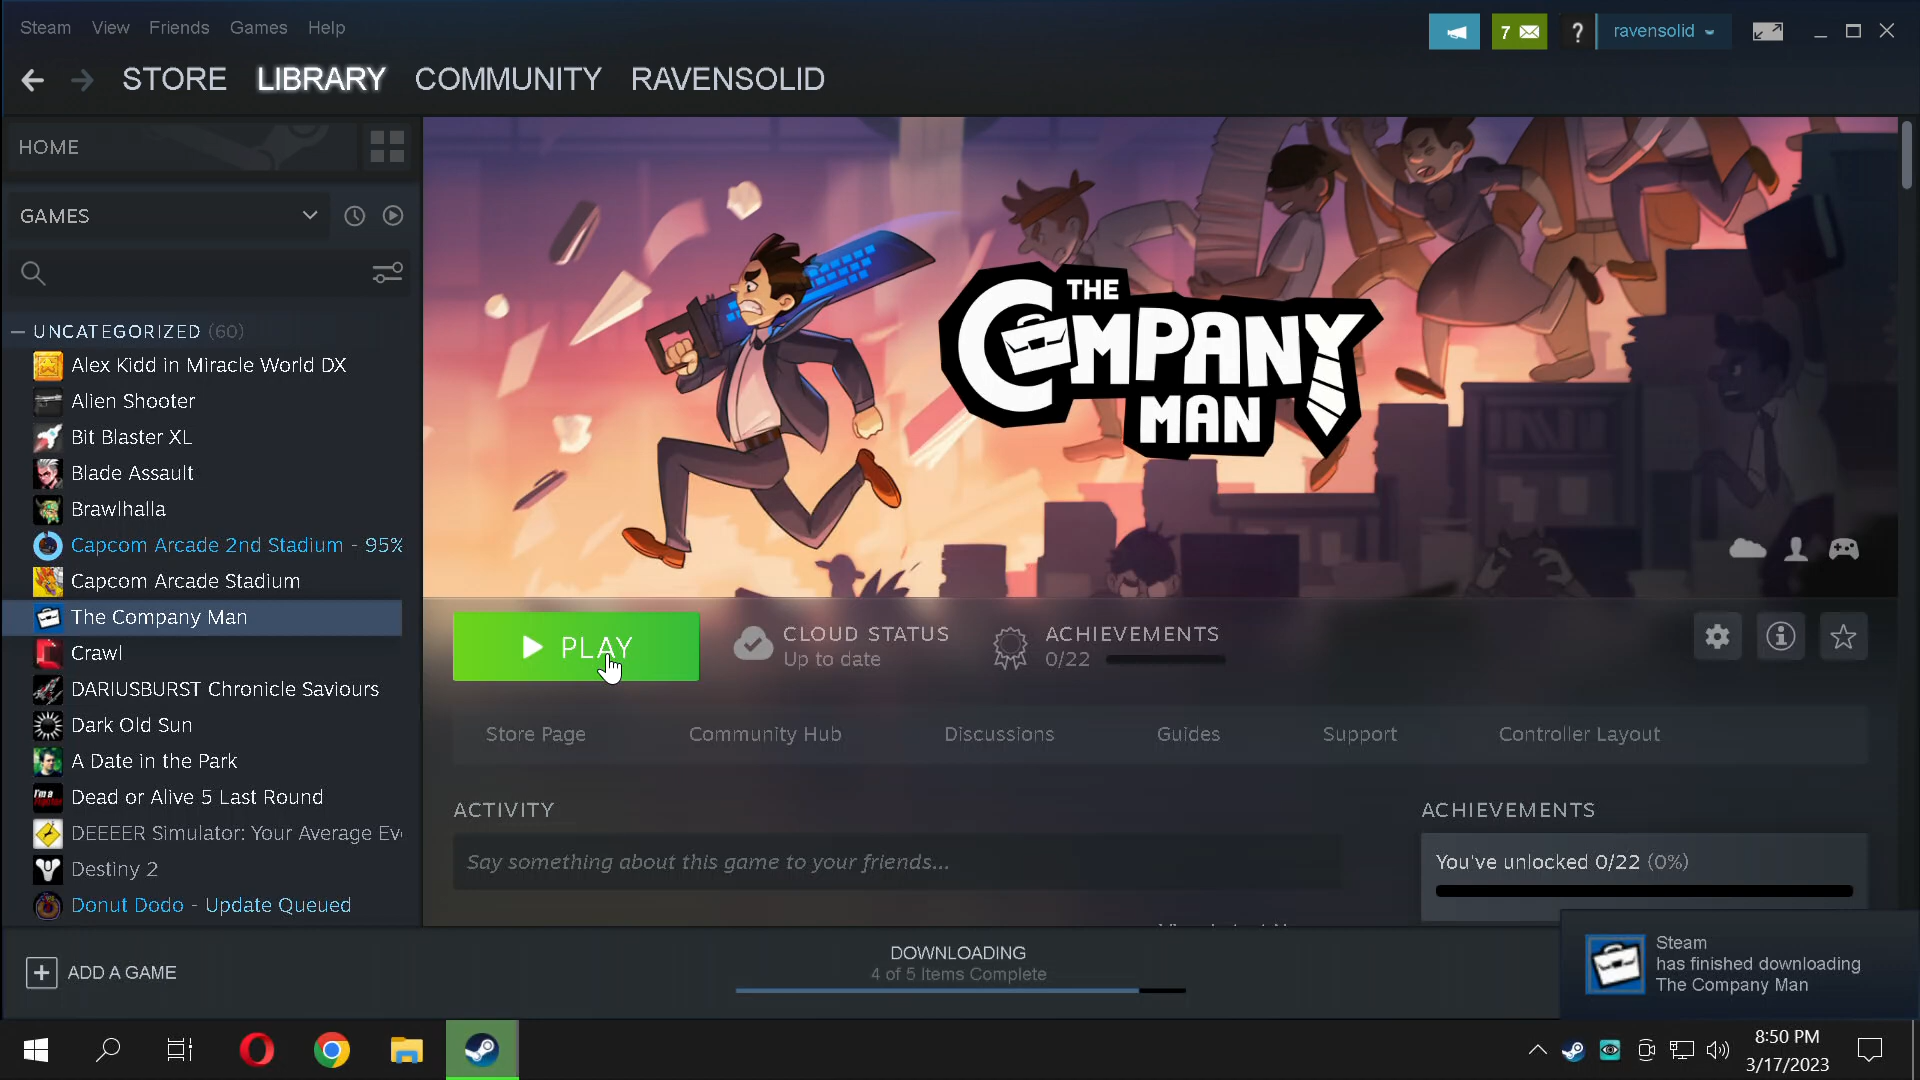 Steam View Friends Games Help
7 ? ravensolid
STORE LIBRARY COMMUNITY RAVENSOLID
HOME
GAMES
UNCATEGORIZED (60)
Alex Kidd in Miracle World DX
Alien Shooter
Bit Blaster XL
Blade Assault
Brawlhalla
Capcom Arcade 2nd Stadium - 95%
Capcom Arcade Stadium
The Company Man
Crawl
DARIUSBURST Chronicle Saviours
Dark Old Sun
A Date in the Park
Dead or Alive 5 Last Round
DEEEER Simulator: Your Average Ev
Destiny 2
Donut Dodo - Update Queued
ADD A GAME
THE
COMPANY
MAN
PLAY
CLOUD STATUS
Up to date
ACHIEVEMENTS
0/22
Store Page Community Hub Discussions Guides Support Controller Layout
ACTIVITY
Say something about this game to your friends...
ACHIEVEMENTS
You've unlocked 0/22 (0%)
DOWNLOADING
4 of 5 Items Complete
Steam
has finished downloading
The Company Man
8:50 PM
3/17/2023